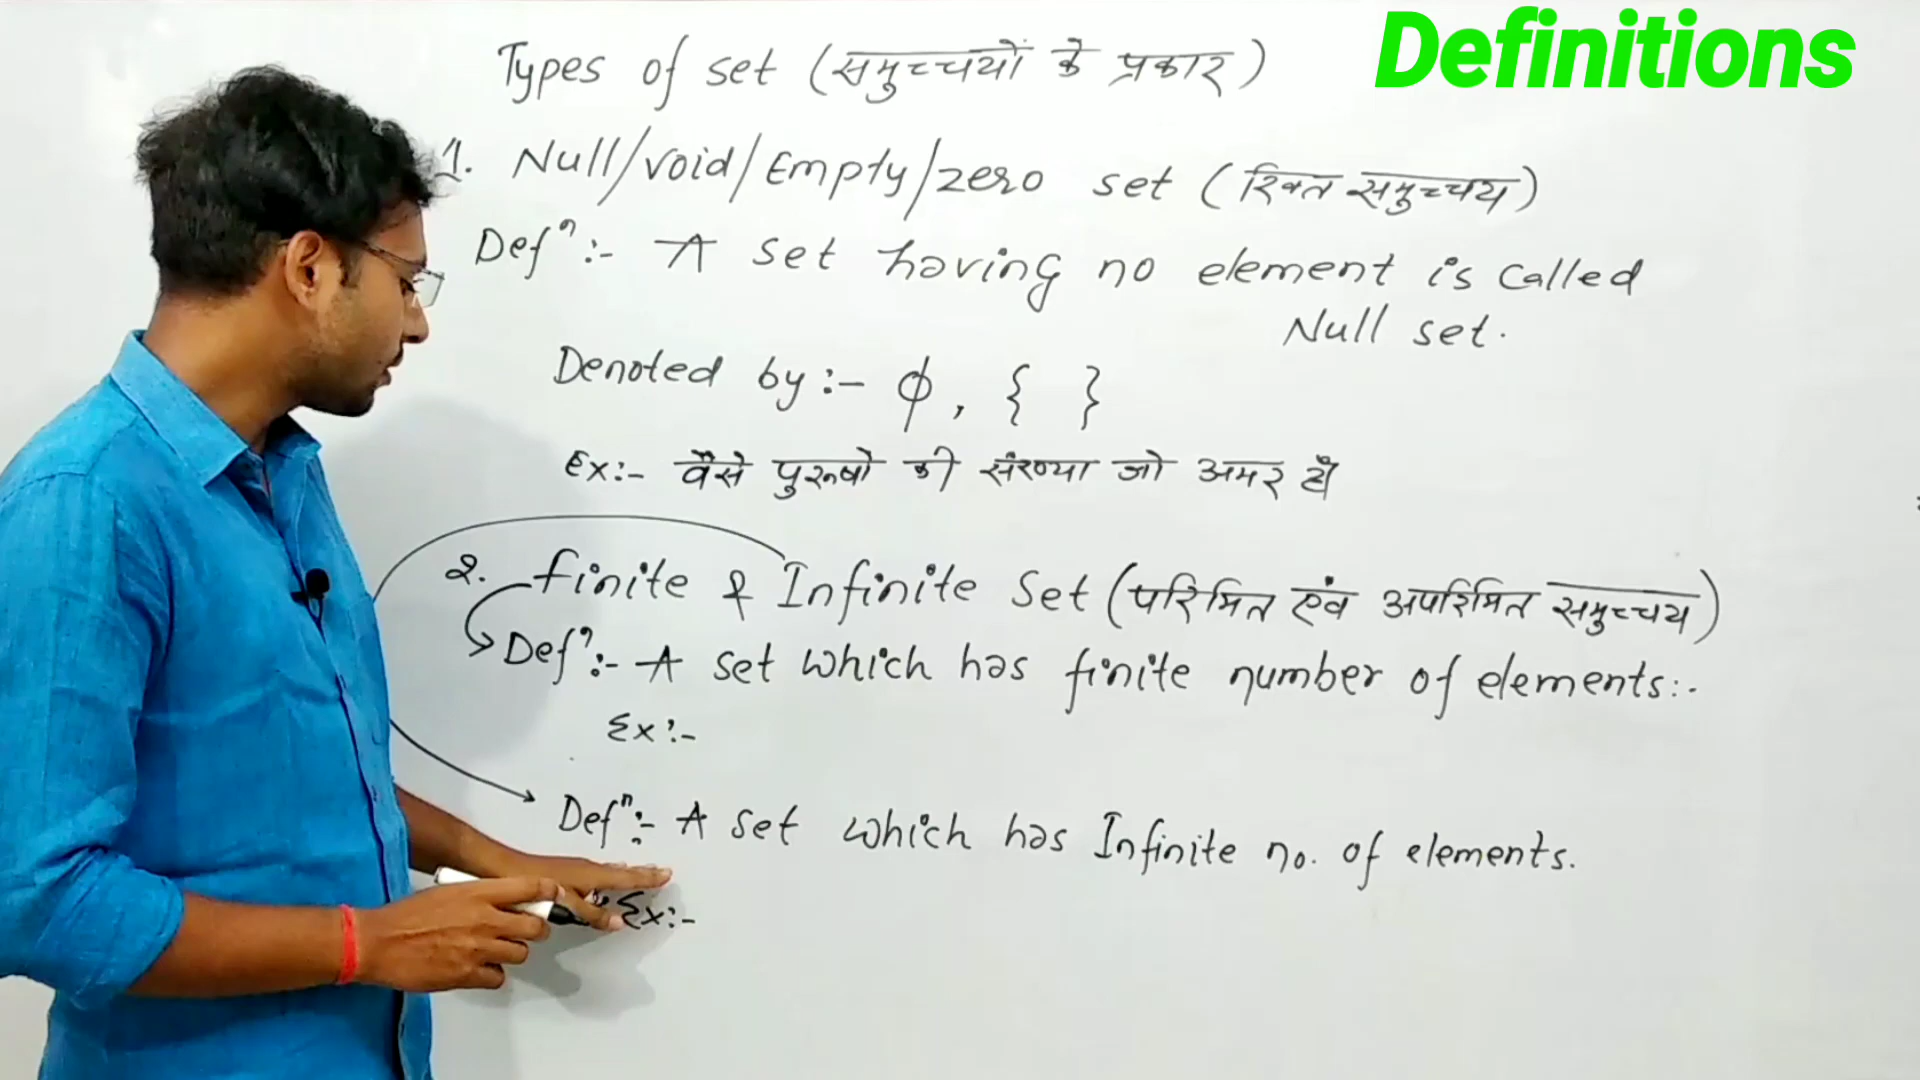 Definitions
Types of set (समुच्चयों के प्रकार)
1. Null/void/Empty/zero set (रिक्त समुच्चय)
Defⁿ:- A set having no element is called
Null set.
Denoted by:- ϕ, { }
Ex:- वैसे पुरूषो की संख्या जो अमर हो
2. finite & Infinite Set (परिमित एवं अपरिमित समुच्चय)
Defⁿ:- A set which has finite number of elements:-
Ex:-
Defⁿ:- A set which has Infinite no. of elements.
Ex:-